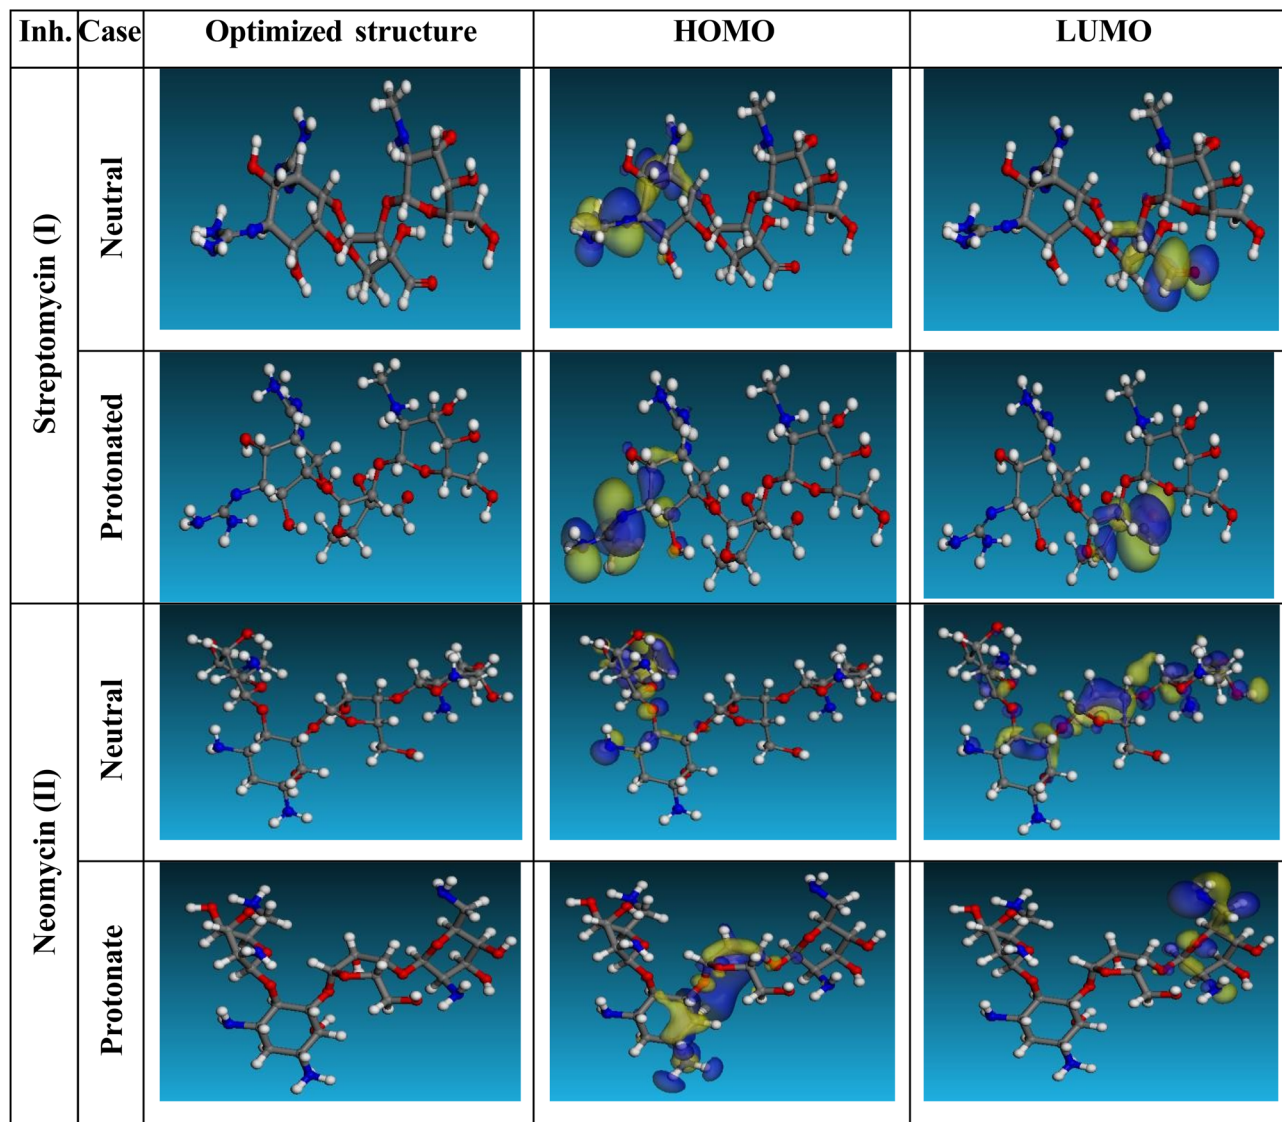 Inh. Case Optimized structure HOMO LUMO
Streptomycin (I)
Neutral
Protonated
Neomycin (II)
Neutral
Protonate